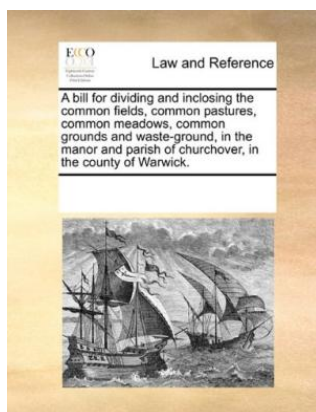 ECCO
Law and Reference
A bill for dividing and inclosing the
common fields, common pastures,
common meadows, common
grounds and waste-ground, in the
manor and parish of churchover, in
the county of Warwick.